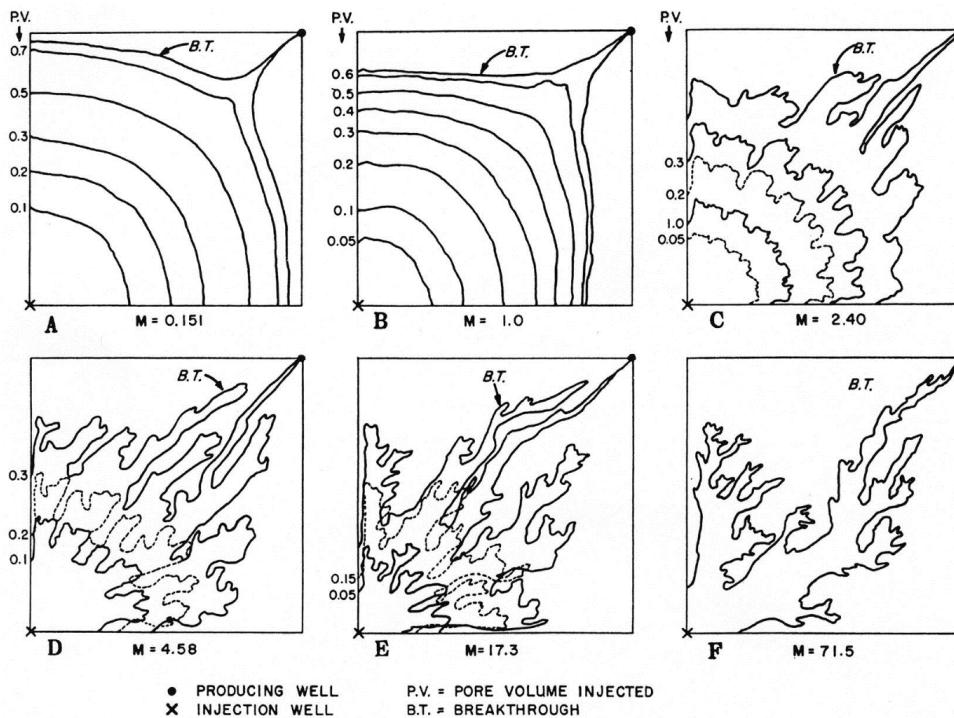 P.V.
0.7
0.5
0.3
0.2
0.1
B.T.
A
M = 0.151
P.V.
0.6
0.5
0.4
0.3
0.2
0.1
0.05
B.T.
B
M = 1.0
P.V.
0.3
0.2
1.0
0.05
B.T.
C
M = 2.40
B.T.
0.3
0.2
0.1
D
M = 4.58
B.T.
0.15
0.05
E
M = 17.3
B.T.
F
M = 71.5
PRODUCING WELL P.V. = PORE VOLUME INJECTED
INJECTION WELL B.T. = BREAKTHROUGH